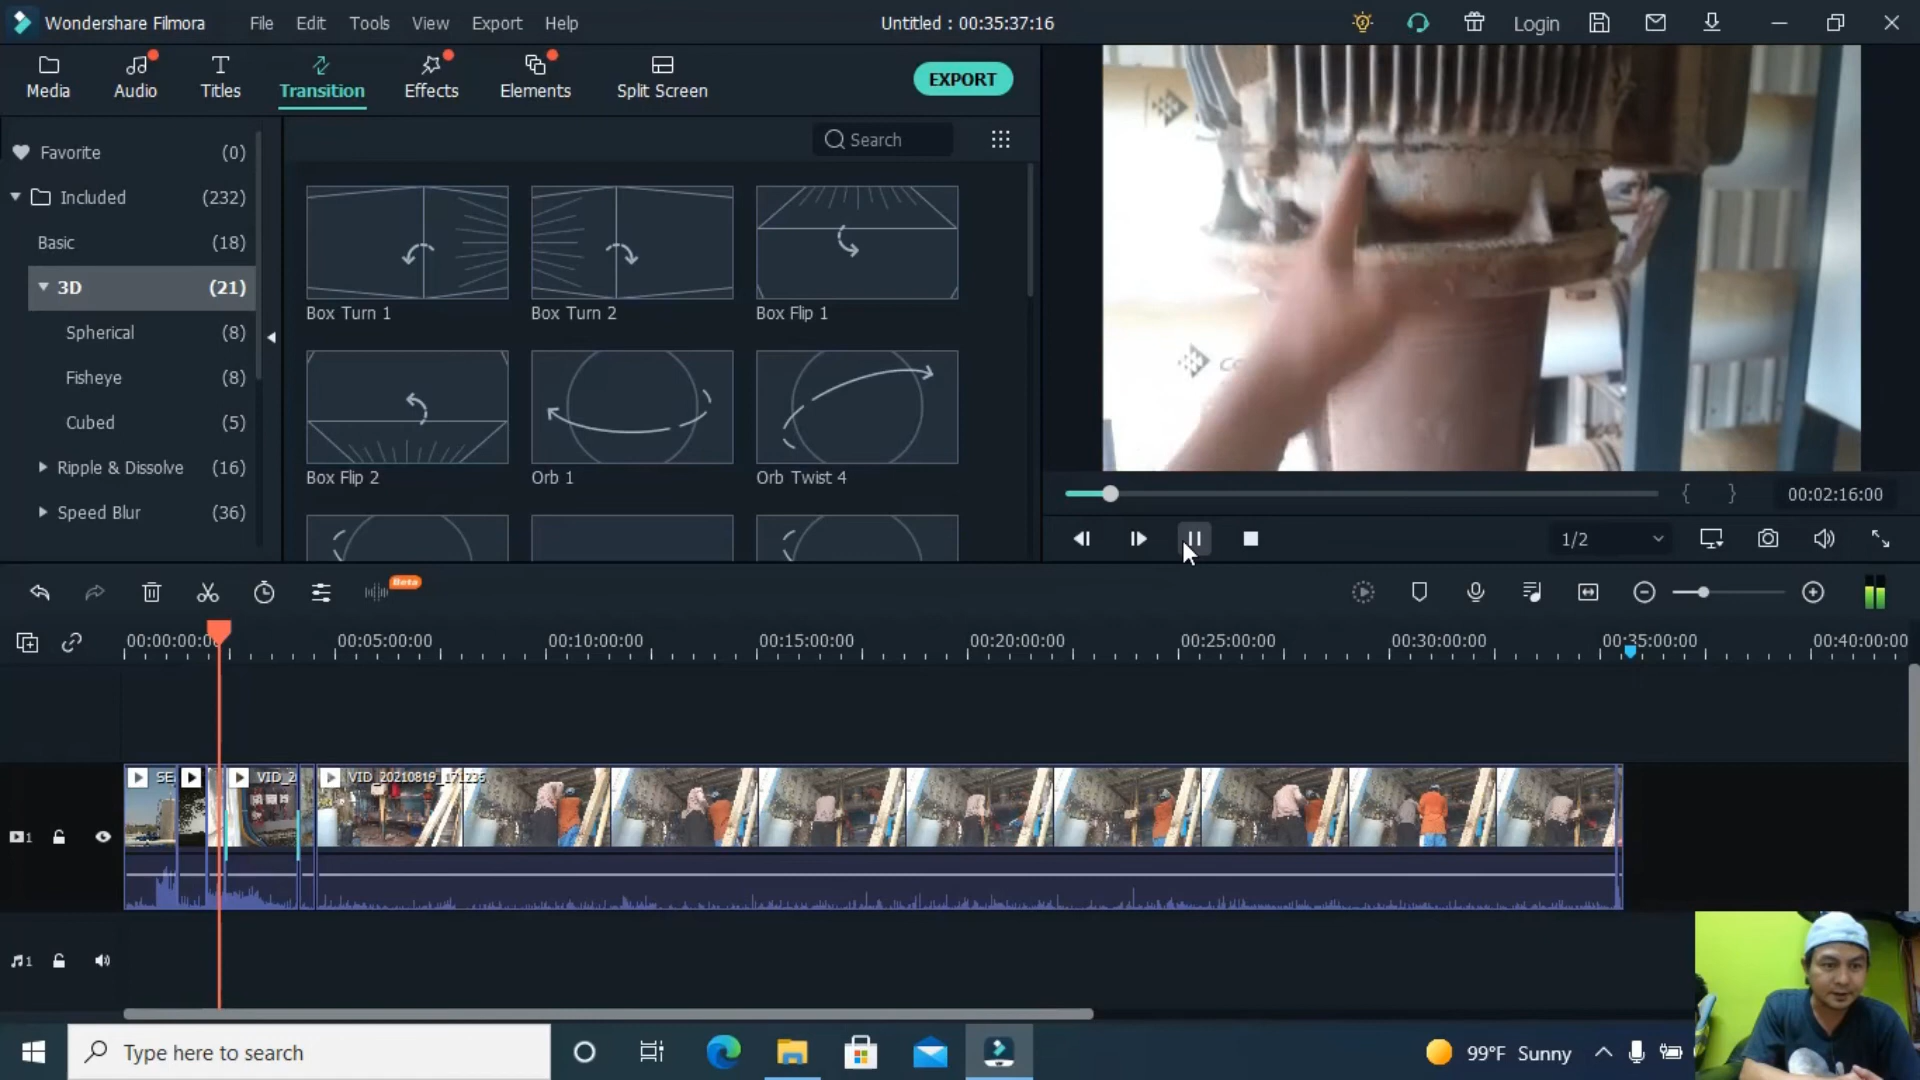 Wondershare Filmora
File Edit Tools View Export Help
Untitled : 00:35:37:16
Login
Media
Audio
Titles
Transition
Effects
Elements
Split Screen
EXPORT
Favorite (0)
Included (232)
Basic (18)
3D (21)
Spherical (8)
Fisheye (8)
Cubed (5)
Ripple & Dissolve (16)
Speed Blur (36)
Search
Box Turn 1
Box Turn 2
Box Flip 1
Box Flip 2
Orb 1
Orb Twist 4
{ } 00:02:16:00
1/2
Beta
00:00:00:0 00:05:00:00 00:10:00:00 00:15:00:00 00:20:00:00 00:25:00:00 00:30:00:00 00:35:00:00 00:40:00:00
SE VID_2 VID_20210819_171236
1
1
Type here to search
99°F Sunny